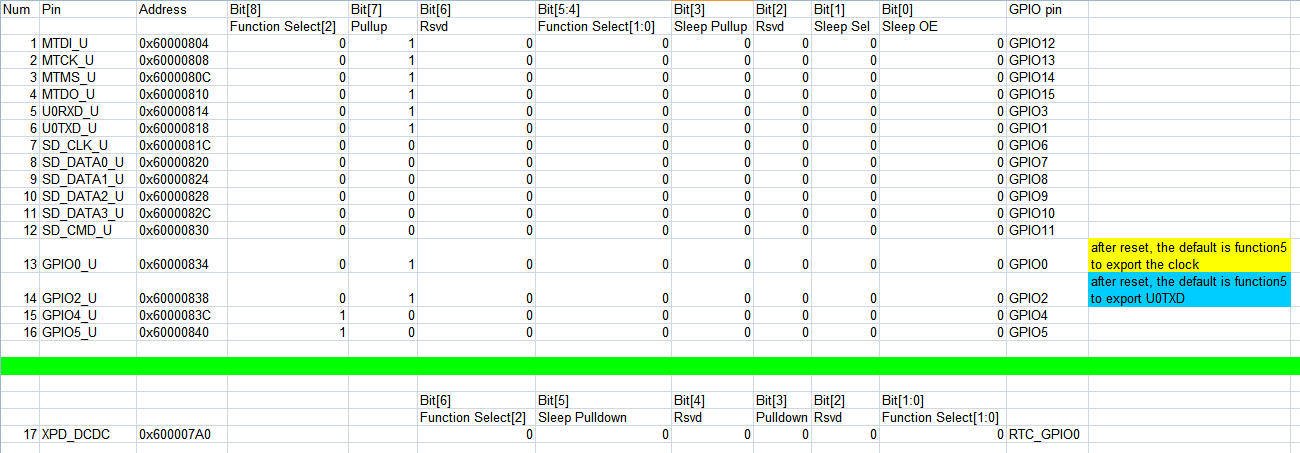 Num Pin Address Bit[8] Bit[7] Bit[6] Bit[5:4] Bit[3] Bit[2] Bit[1] Bit[0] GPIO pin
Function Select[2] Pullup Rsvd Function Select[1:0] Sleep Pullup Rsvd Sleep Sel Sleep OE
1 MTDI_U 0x60000804 0 1 0 0 0 0 0 0 GPIO12
2 MTCK_U 0x60000808 0 1 0 0 0 0 0 0 GPIO13
3 MTMS_U 0x6000080C 0 1 0 0 0 0 0 0 GPIO14
4 MTDO_U 0x60000810 0 1 0 0 0 0 0 0 GPIO15
5 U0RXD_U 0x60000814 0 1 0 0 0 0 0 0 GPIO3
6 U0TXD_U 0x60000818 0 1 0 0 0 0 0 0 GPIO1
7 SD_CLK_U 0x6000081C 0 0 0 0 0 0 0 0 GPIO6
8 SD_DATA0_U 0x60000820 0 0 0 0 0 0 0 0 GPIO7
9 SD_DATA1_U 0x60000824 0 0 0 0 0 0 0 0 GPIO8
10 SD_DATA2_U 0x60000828 0 0 0 0 0 0 0 0 GPIO9
11 SD_DATA3_U 0x6000082C 0 0 0 0 0 0 0 0 GPIO10
12 SD_CMD_U 0x60000830 0 0 0 0 0 0 0 0 GPIO11
after reset, the default is function5
13 GPIO0_U 0x60000834 0 1 0 0 0 0 0 0 GPIO0 to export the clock
after reset, the default is function5
14 GPIO2_U 0x60000838 0 1 0 0 0 0 0 0 GPIO2 to export U0TXD
15 GPIO4_U 0x6000083C 1 0 0 0 0 0 0 0 GPIO4
16 GPIO5_U 0x60000840 1 0 0 0 0 0 0 0 GPIO5
Bit[6] Bit[5] Bit[4] Bit[3] Bit[2] Bit[1:0]
Function Select[2] Sleep Pulldown Rsvd Pulldown Rsvd Function Select[1:0]
17 XPD_DCDC 0x600007A0 0 0 0 0 0 0 RTC_GPIO0